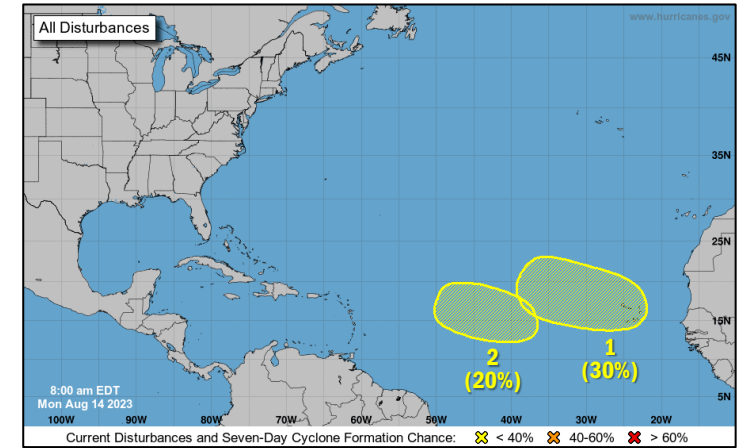 All Disturbances
www.hurricanes.gov
45N
35N
25N
15N
5N
2
(20%)
1
(30%)
8:00 am EDT
Mon Aug 14 2023
100W 90W 80W 70W 60W 50W 40W 30W 20W
Current Disturbances and Seven-Day Cyclone Formation Chance: < 40% 40-60% > 60%